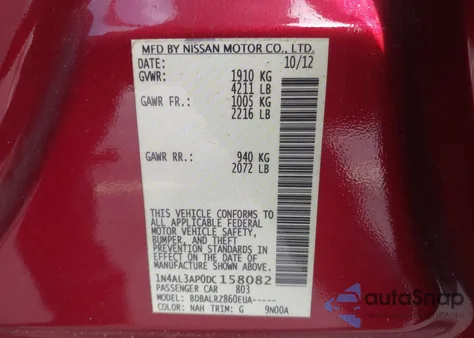 MFD BY NISSAN MOTOR CO., LTD.
DATE: 10/12
GVWR: 1910 KG
4211 LB
GAWR FR.: 1005 KG
2216 LB
GAWR RR.: 940 KG
2072 LB
THIS VEHICLE CONFORMS TO
ALL APPLICABLE FEDERAL
MOTOR VEHICLE SAFETY,
BUMPER, AND THEFT
PREVENTION STANDARDS IN
EFFECT ON THE DATE OF
MANUFACTURE SHOWN ABOVE.
1N4AL3AP0DC158082
PASSENGER CAR 803
MODEL: BDBALRZ860EUA-----
COLOR: NAH TRIM: G 9N00A
autoSnap